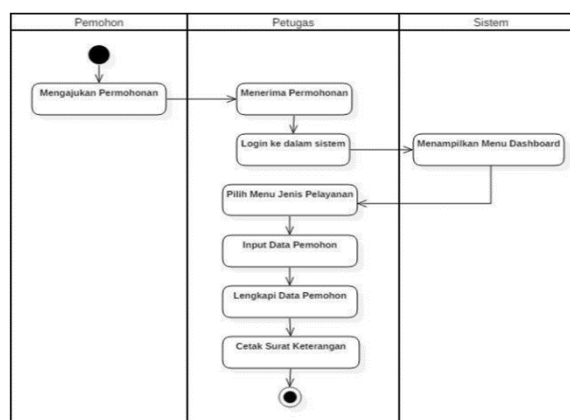 Pemohon
Petugas
Sistem
Mengajukan Permohonan
Menerima Permohonan
Login ke dalam sistem
Menampilkan Menu Dashboard
Pilih Menu Jenis Pelayanan
Input Data Pemohon
Lengkapi Data Pemohon
Cetak Surat Keterangan